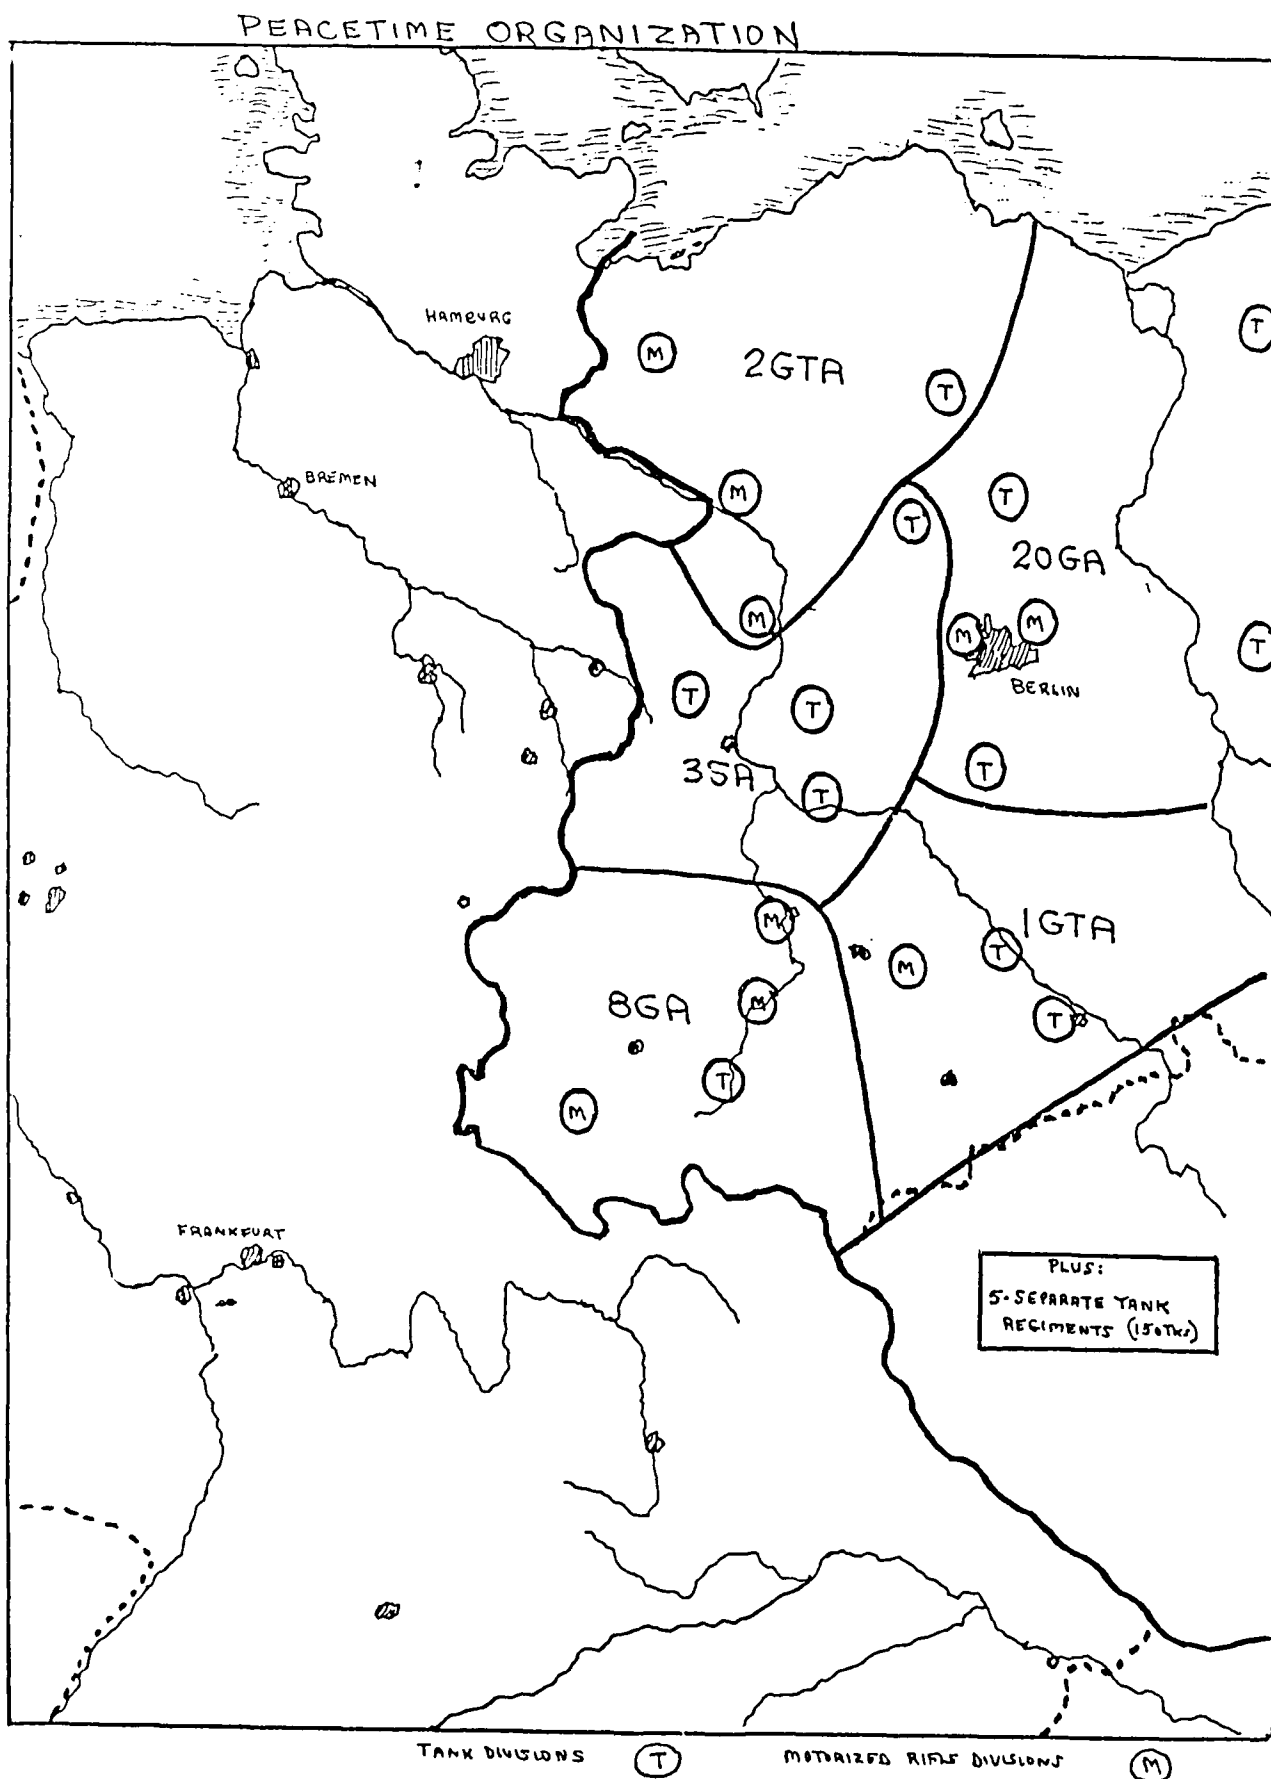 PEACETIME ORGANIZATION
HAMBURG
M
2GTA
T
T
BREMEN
M
T
T
20GA
M
M
M
T
BERLIN
T
T
3SA
T
T
M
1GTA
T
M
8GA
M
T
T
M
FRANKFURT
PLUS:
5-SEPARATE TANK
REGIMENTS (150TKS)
TANK DIVISIONS T MOTORIZED RIFLE DIVISIONS M